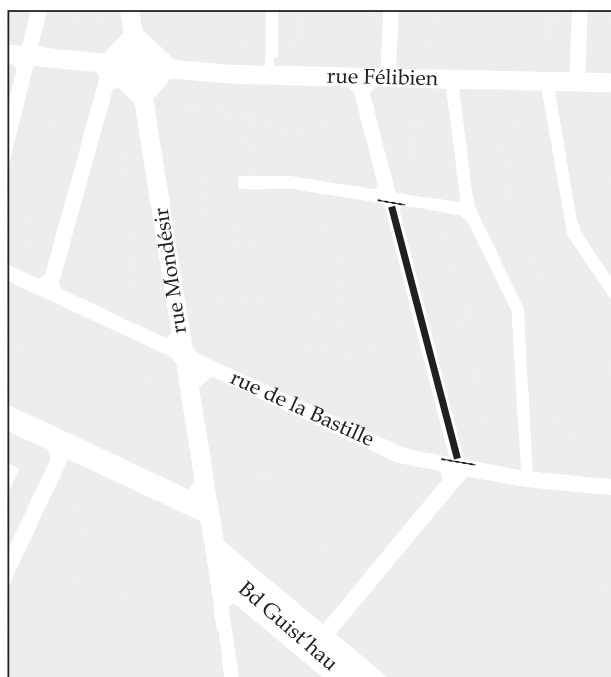 rue Félibien
rue Mondésir
rue de la Bastille
Bd Guist'hau